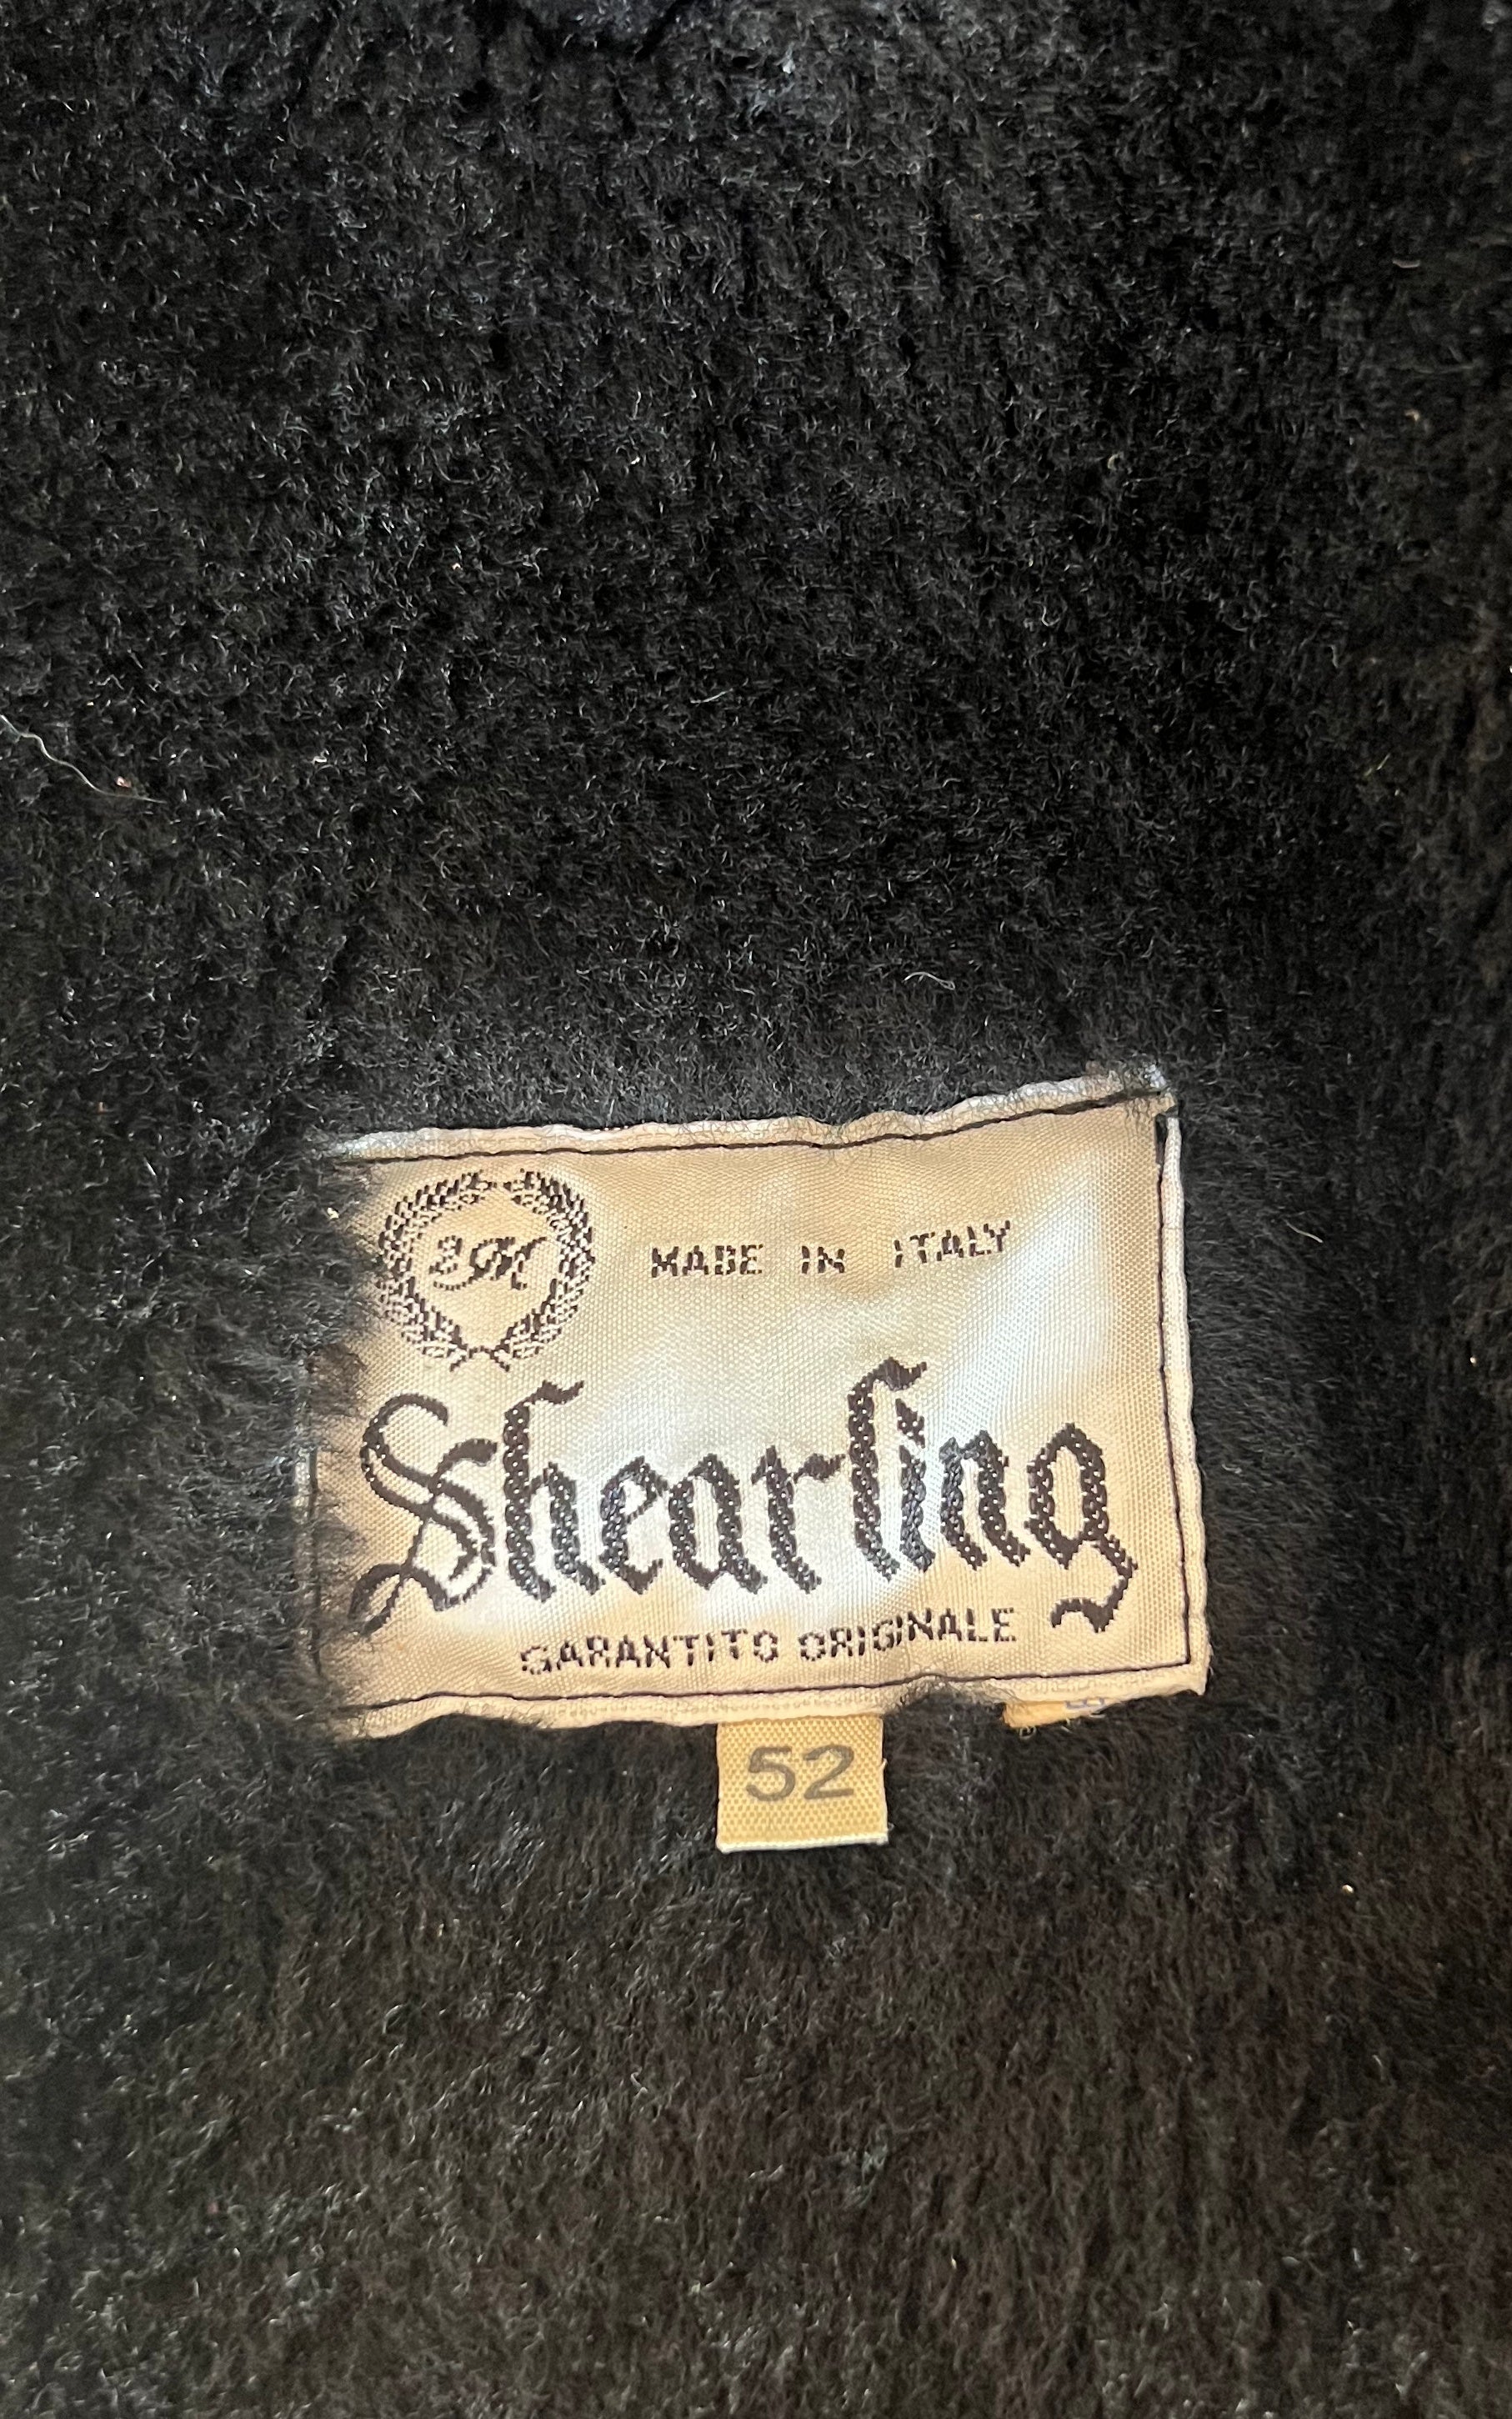 MADE IN ITALY
Shearling
GARANTITO ORIGINALE
52